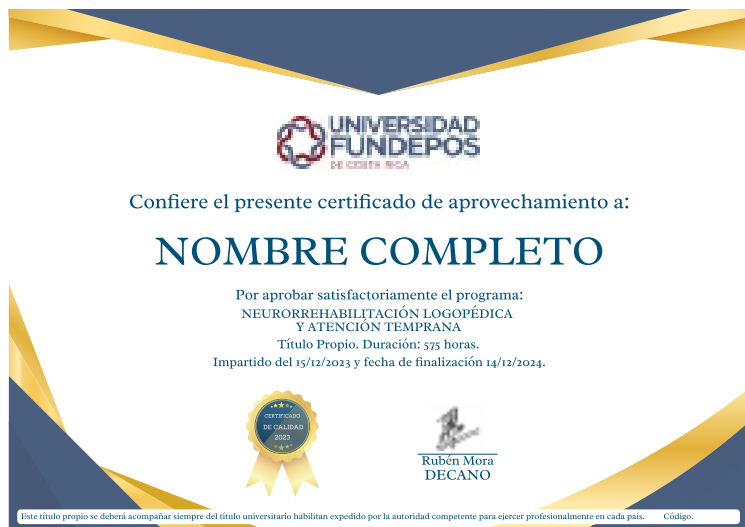 UNIVERSIDAD
FUNDEPOS
DE COSTA RICA
Confiere el presente certificado de aprovechamiento a:
NOMBRE COMPLETO
Por aprobar satisfactoriamente el programa:
NEURORREHABILITACIÓN LOGOPÉDICA
Y ATENCIÓN TEMPRANA
Título Propio. Duración: 575 horas.
Impartido del 15/12/2023 y fecha de finalización 14/12/2024.
CERTIFICADO
DE CALIDAD
2023
Rubén Mora
DECANO
Este título propio se deberá acompañar siempre del título universitario habilitan expedido por la autoridad competente para ejercer profesionalmente en cada país. Código.